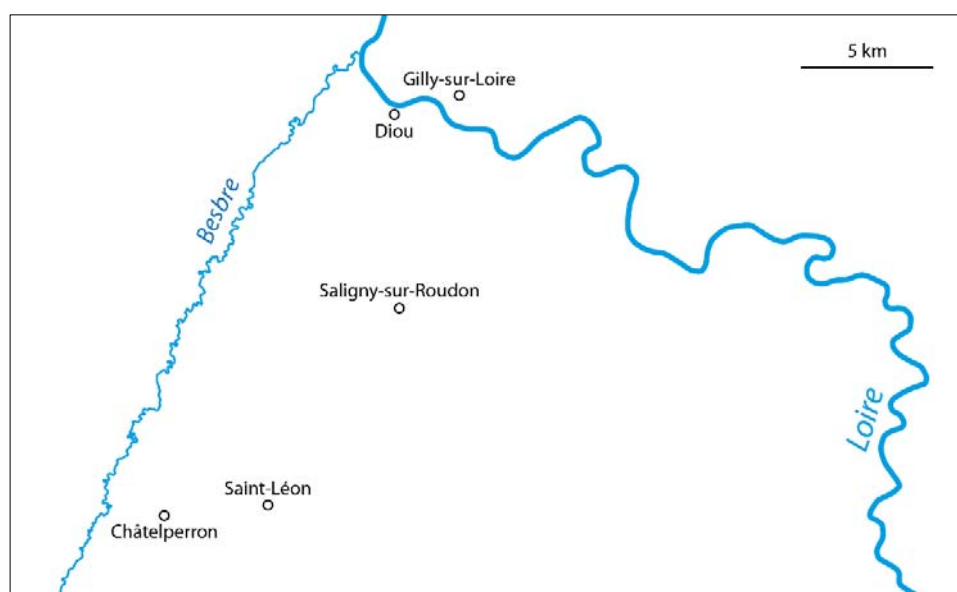 5 km
Gilly-sur-Loire
Diou
Besbre
Saligny-sur-Roudon
Loire
Saint-Léon
Châtelperron